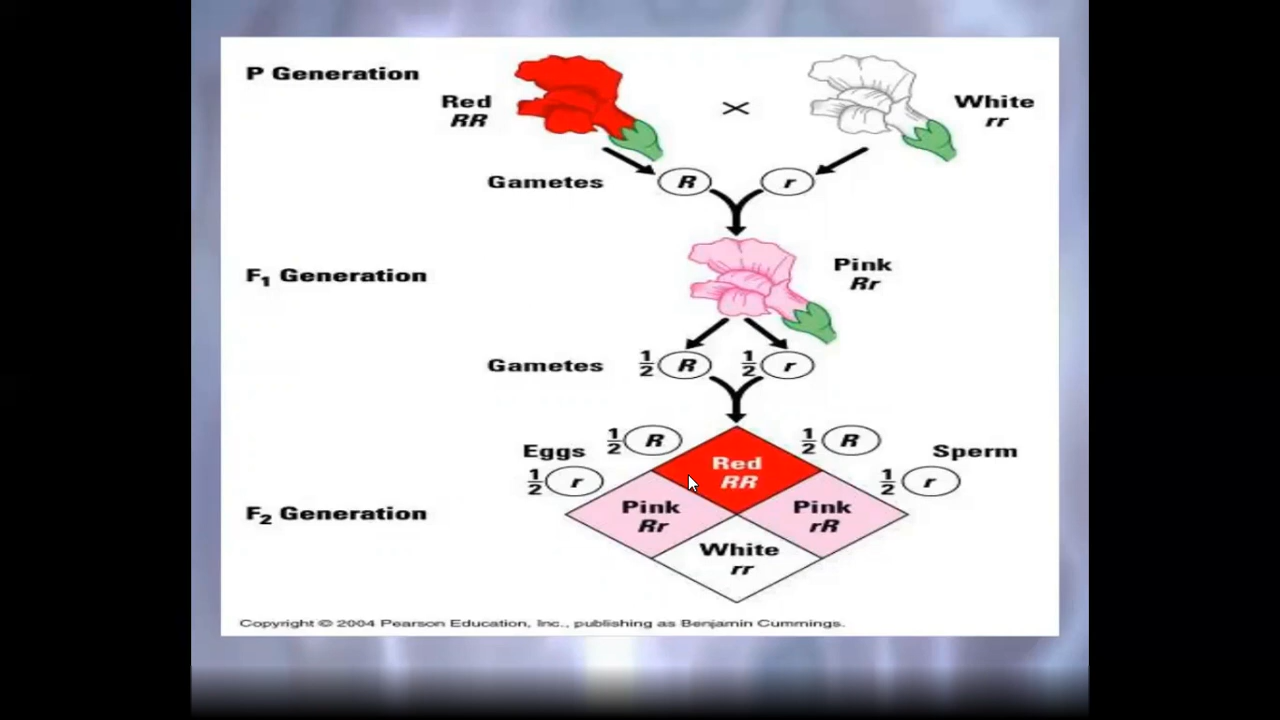 P Generation
Red
RR
×
White
rr
Gametes
R
r
F₁ Generation
Pink
Rr
Gametes
1/2 R
1/2 r
Eggs
1/2 R
1/2 r
1/2 R
1/2 r
Sperm
F₂ Generation
Red
RR
Pink
Rr
Pink
rR
White
rr
Copyright © 2004 Pearson Education, Inc., publishing as Benjamin Cummings.